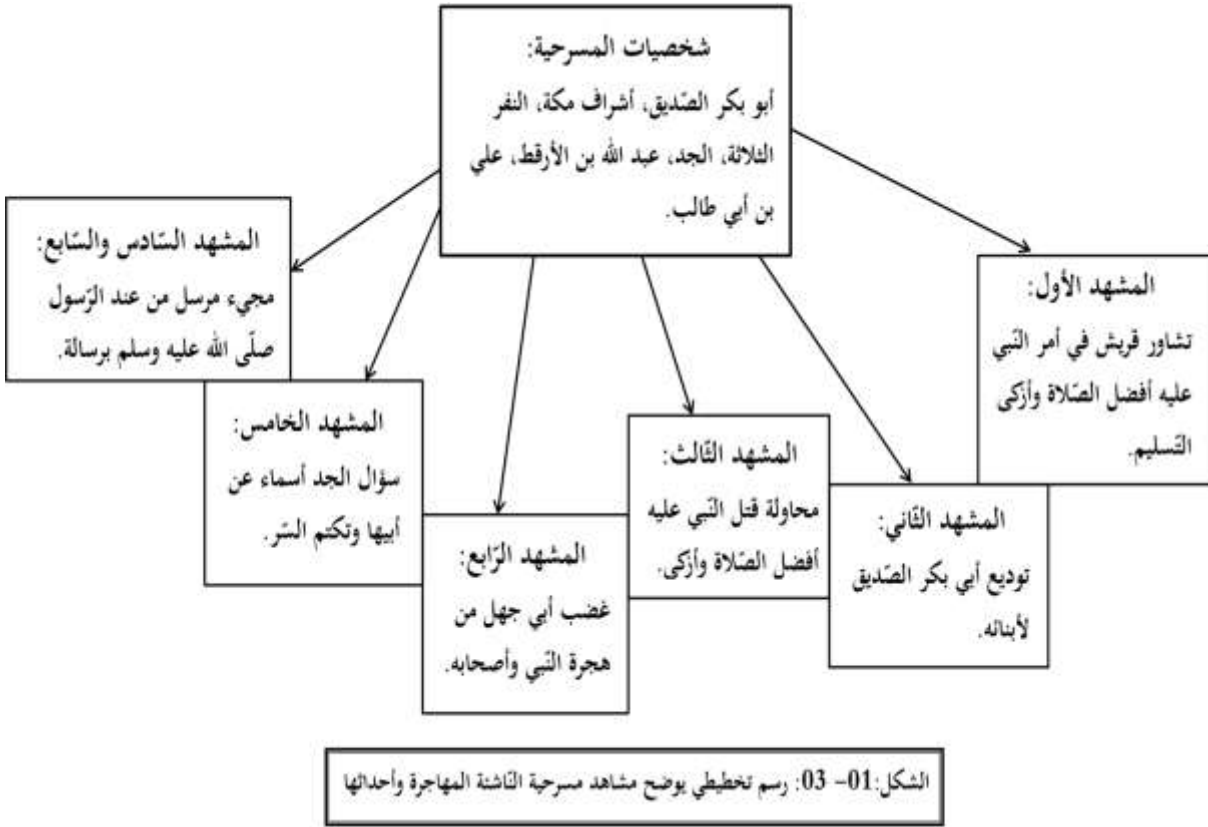 شخصيات المسرحية:
أبو بكر الصّديق، أشراف مكة، النفر
الثلاثة، الجد، عبد الله بن الأرقط، علي
بن أبي طالب.
المشهد الأول:
تشاور قريش في أمر النّبي
عليه أفضل الصّلاة وأزكى
التّسليم.
المشهد الثّاني:
توديع أبي بكر الصّديق
لأبنائه.
المشهد الثّالث:
محاولة قتل النّبي عليه
أفضل الصّلاة وأزكى.
المشهد الرّابع:
غضب أبي جهل من
هجرة النّبي وأصحابه.
المشهد الخامس:
سؤال الجد أسماء عن
أبيها وتكتم السّر.
المشهد السّادس والسّابع:
مجيء مرسل من عند الرّسول
صلّى الله عليه وسلم برسالة.
الشكل:01– 03: رسم تخطيطي يوضح مشاهد مسرحية النّاشئة المهاجرة وأحداثها